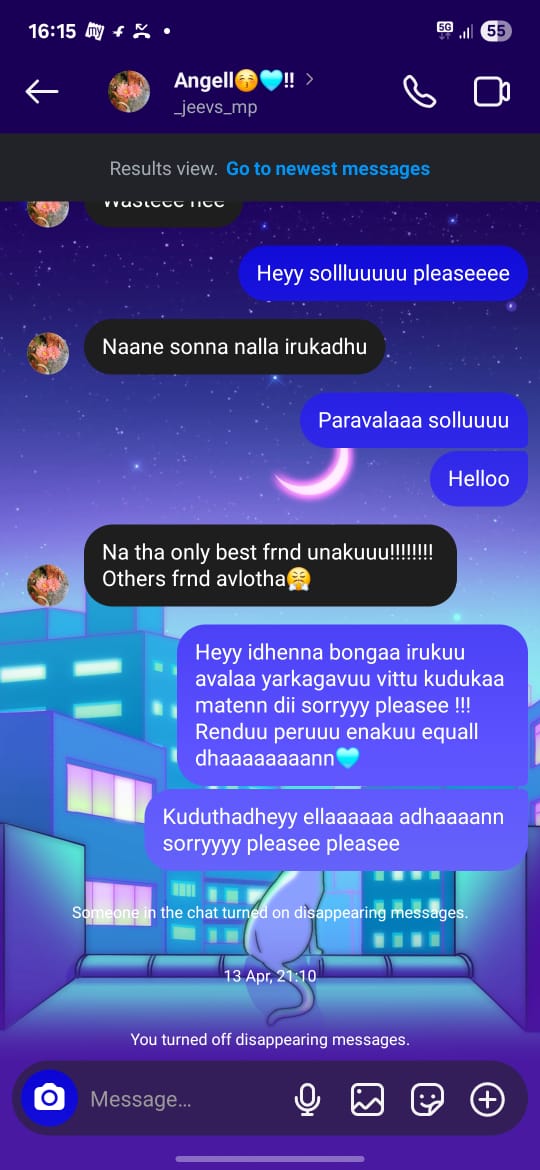 16:15
55
Angell😚🩵!!
_jeevs_mp
Results view. Go to newest messages
Wasteee nee
Heyy sollluuuuu pleaseeee
Naane sonna nalla irukadhu
Paravalaaa solluuuu
Helloo
Na tha only best frnd unakuuu!!!!!!!!
Others frnd avlotha😤
Heyy idhenna bongaa irukuu
avalaa yarkagavuu vittu kudukaa
matenn dii sorryyy pleasee !!!
Renduu peruuu enakuu equall
dhaaaaaaaann🩵
Kuduthadheyy ellaaaaaa adhaaaann
sorryyyy pleasee pleasee
Someone in the chat turned on disappearing messages.
13 Apr, 21:10
You turned off disappearing messages.
Message…